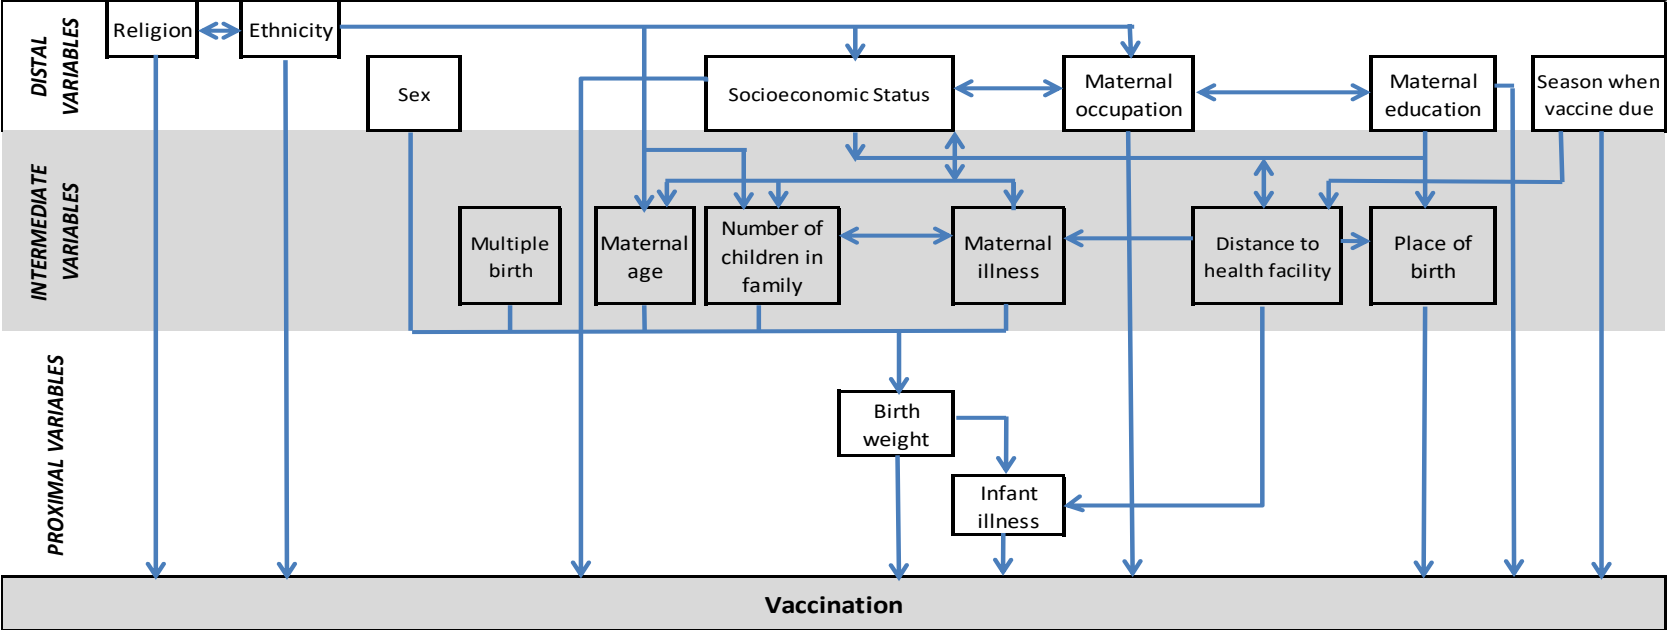 DISTAL
VARIABLES
Religion
Ethnicity
Sex
Socioeconomic Status
Maternal
occupation
Maternal
education
Season when
vaccine due
INTERMEDIATE
VARIABLES
Multiple
birth
Maternal
age
Number of
children in
family
Maternal
illness
Distance to
health facility
Place of
birth
PROXIMAL VARIABLES
Birth
weight
Infant
illness
Vaccination